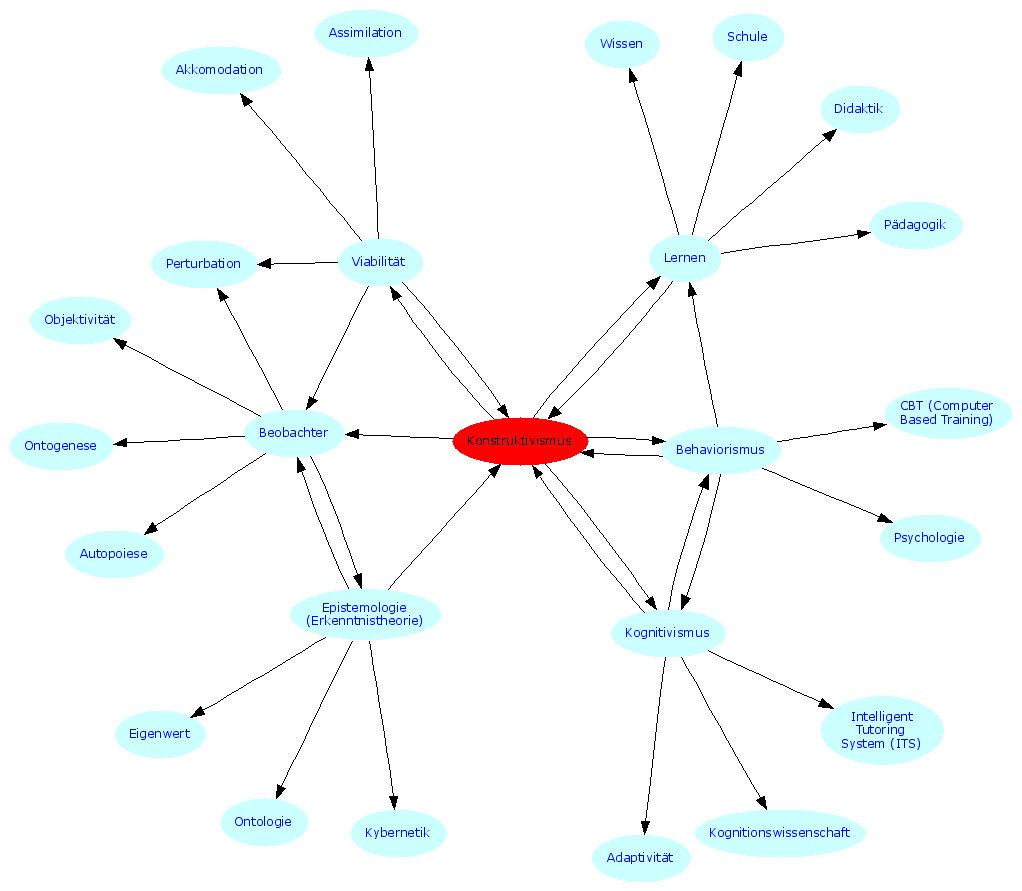 Assimilation
Schule
Wissen
Akkomodation
Didaktik
Pädagogik
Lernen
Viabilität
Perturbation
Objektivität
CBT (Computer
Based Training)
Beobachter
Konstruktivismus
Ontogenese
Behaviorismus
Psychologie
Autopoiese
Epistemologie
(Erkenntnistheorie)
Kognitivismus
Intelligent
Tutoring
System (ITS)
Eigenwert
Ontologie
Kybernetik
Kognitionswissenschaft
Adaptivität